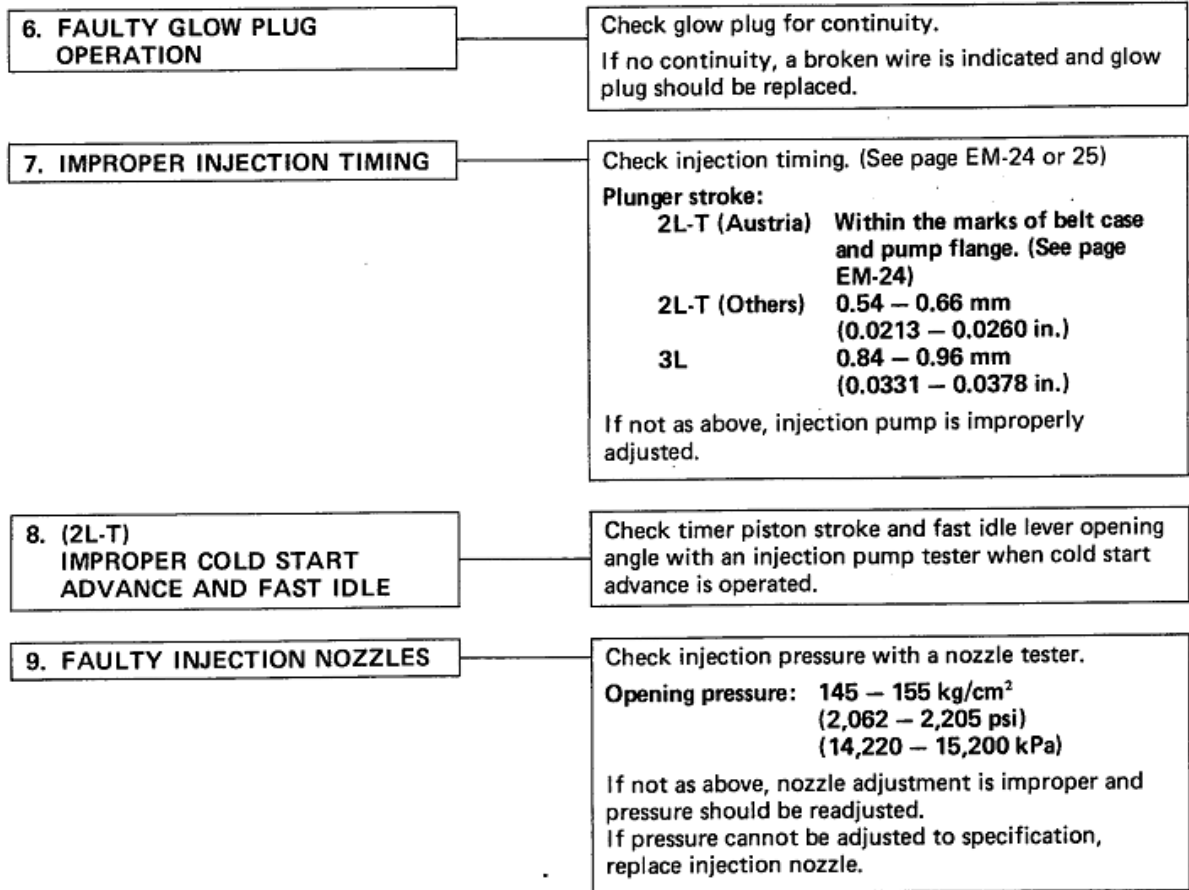 6. FAULTY GLOW PLUG
OPERATION
Check glow plug for continuity.
If no continuity, a broken wire is indicated and glow
plug should be replaced.
7. IMPROPER INJECTION TIMING
Check injection timing. (See page EM-24 or 25)
Plunger stroke:
2L-T (Austria) Within the marks of belt case
and pump flange. (See page
EM-24)
2L-T (Others) 0.54 — 0.66 mm
(0.0213 — 0.0260 in.)
3L 0.84 — 0.96 mm
(0.0331 — 0.0378 in.)
If not as above, injection pump is improperly
adjusted.
8. (2L-T)
IMPROPER COLD START
ADVANCE AND FAST IDLE
Check timer piston stroke and fast idle lever opening
angle with an injection pump tester when cold start
advance is operated.
9. FAULTY INJECTION NOZZLES
Check injection pressure with a nozzle tester.
Opening pressure: 145 — 155 kg/cm²
(2,062 — 2,205 psi)
(14,220 — 15,200 kPa)
If not as above, nozzle adjustment is improper and
pressure should be readjusted.
If pressure cannot be adjusted to specification,
replace injection nozzle.